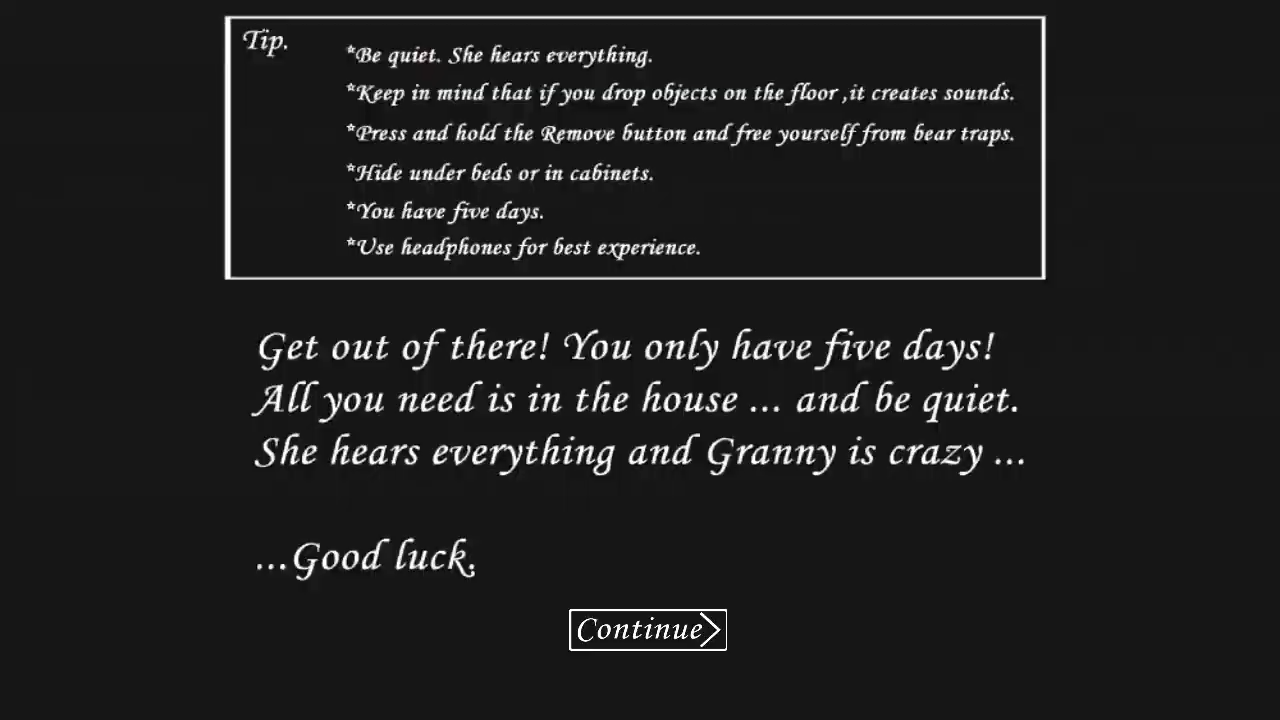 Tip.
*Be quiet. She hears everything.
*Keep in mind that if you drop objects on the floor ,it creates sounds.
*Press and hold the Remove button and free yourself from bear traps.
*Hide under beds or in cabinets.
*You have five days.
*Use headphones for best experience.
Get out of there! You only have five days!
All you need is in the house ... and be quiet.
She hears everything and Granny is crazy ...
...Good luck.
Continue